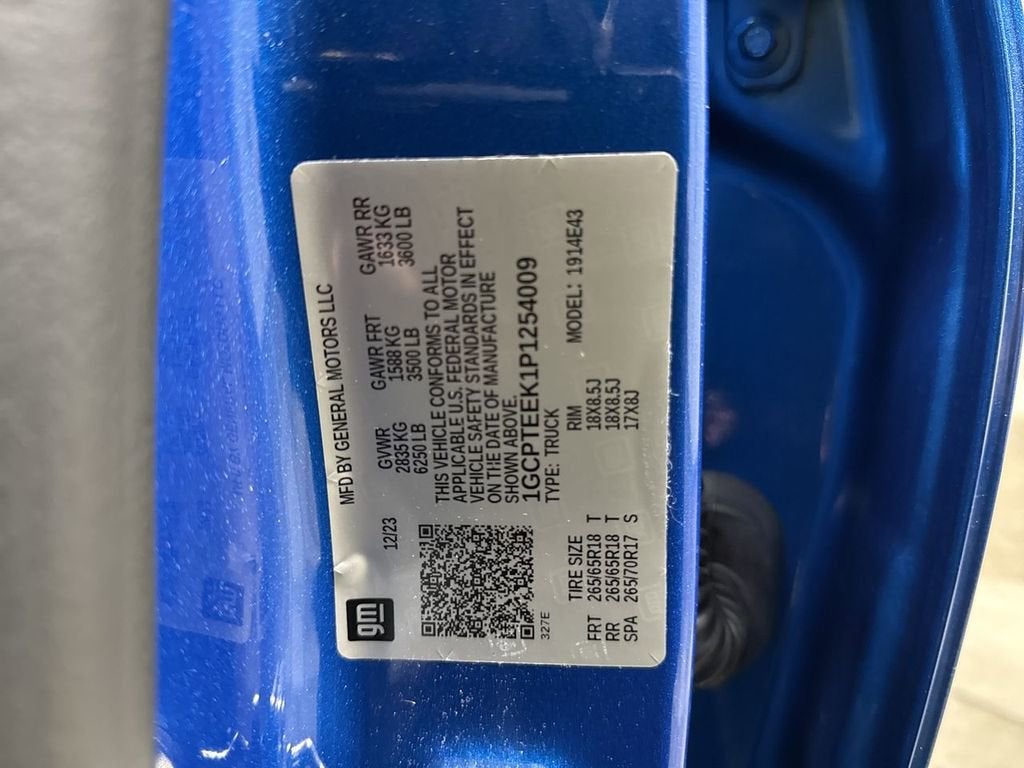 gm
MFD BY GENERAL MOTORS LLC
12/23
GVWR GAWR FRT GAWR RR
2835 KG 1588 KG 1633 KG
6250 LB 3500 LB 3600 LB
THIS VEHICLE CONFORMS TO ALL
APPLICABLE U.S. FEDERAL MOTOR
VEHICLE SAFETY STANDARDS IN EFFECT
ON THE DATE OF MANUFACTURE
SHOWN ABOVE.
1GCPTEEK1P1254009
327E
TYPE: TRUCK MODEL: 1914E43
TIRE SIZE RIM
FRT 265/65R18 T 18X8.5J
RR 265/65R18 T 18X8.5J
SPA 265/70R17 S 17X8J